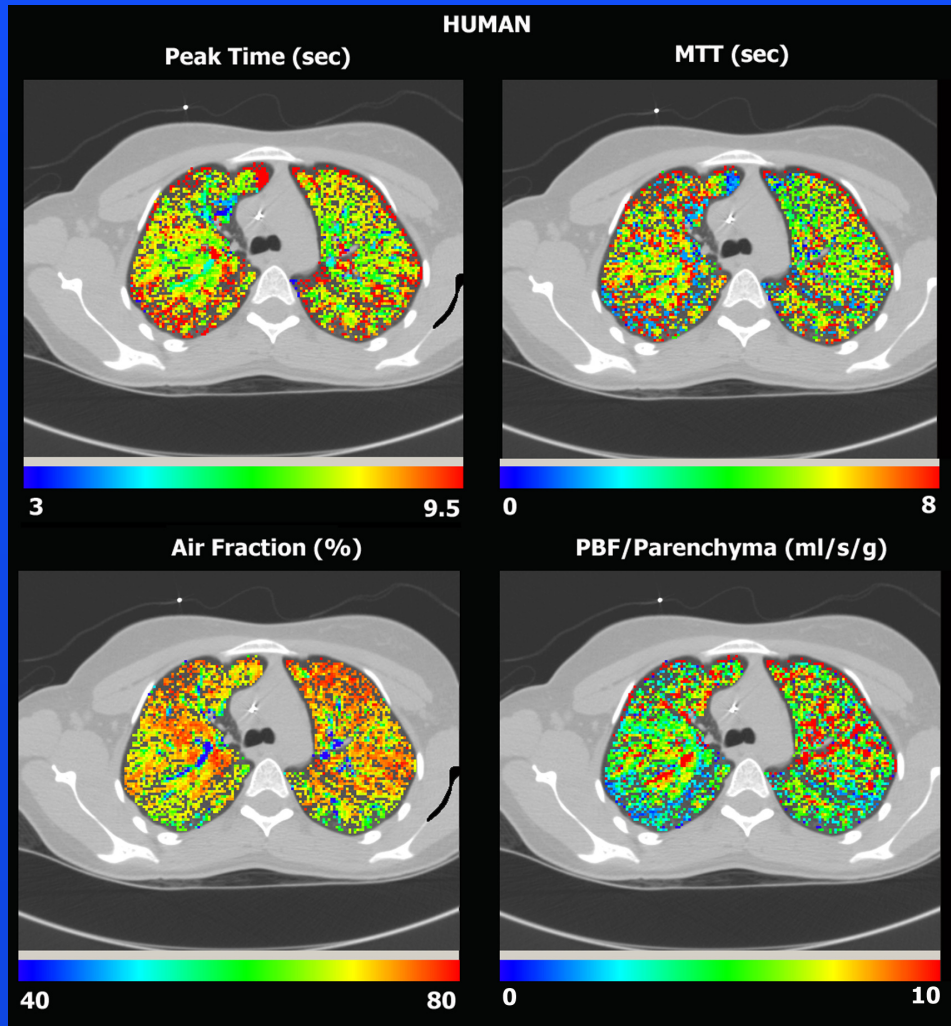 HUMAN
Peak Time (sec)
MTT (sec)
3
9.5
0
8
Air Fraction (%)
PBF/Parenchyma (ml/s/g)
40
80
0
10